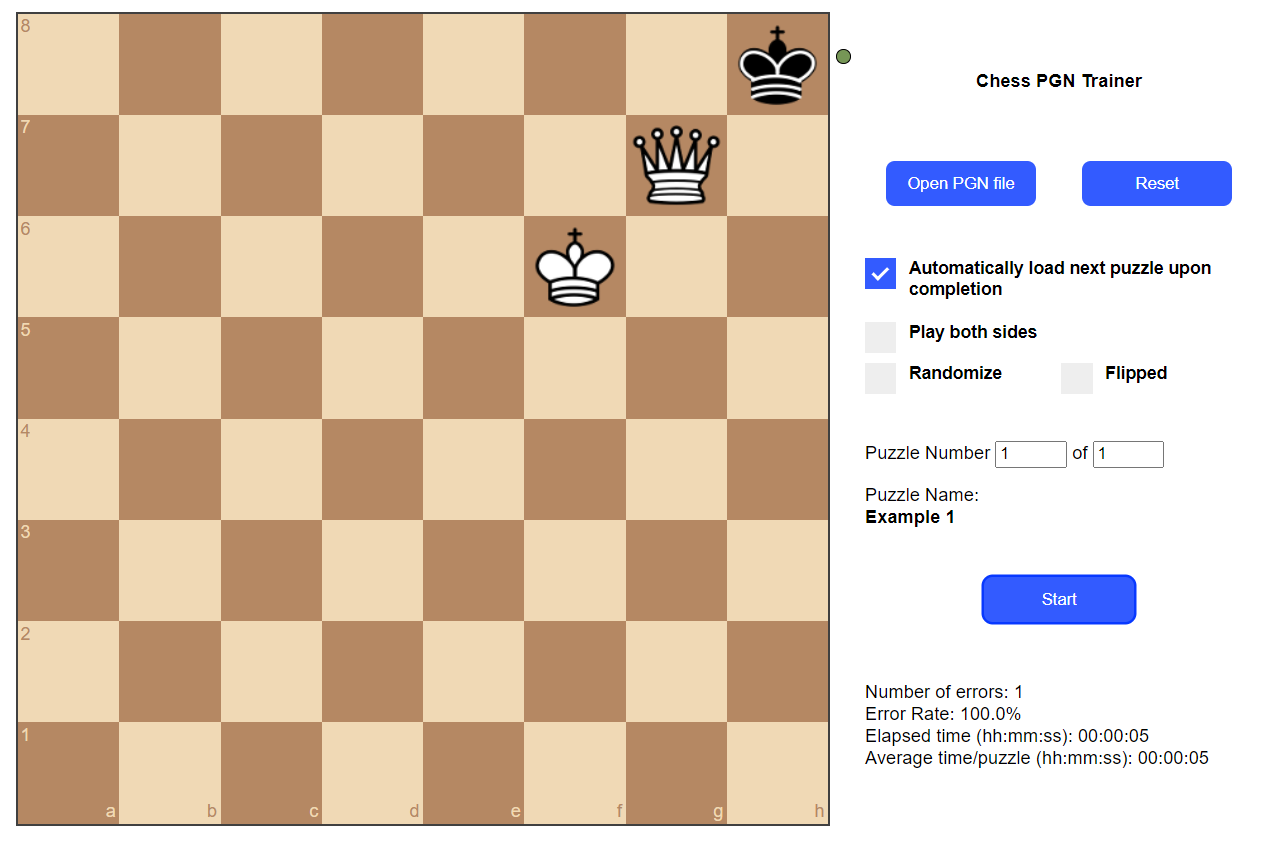 8
7
6
5
4
3
2
1
a b c d e f g h
Chess PGN Trainer
Open PGN file Reset
Automatically load next puzzle upon
completion
Play both sides
Randomize Flipped
Puzzle Number 1 of 1
Puzzle Name:
Example 1
Start
Number of errors: 1
Error Rate: 100.0%
Elapsed time (hh:mm:ss): 00:00:05
Average time/puzzle (hh:mm:ss): 00:00:05